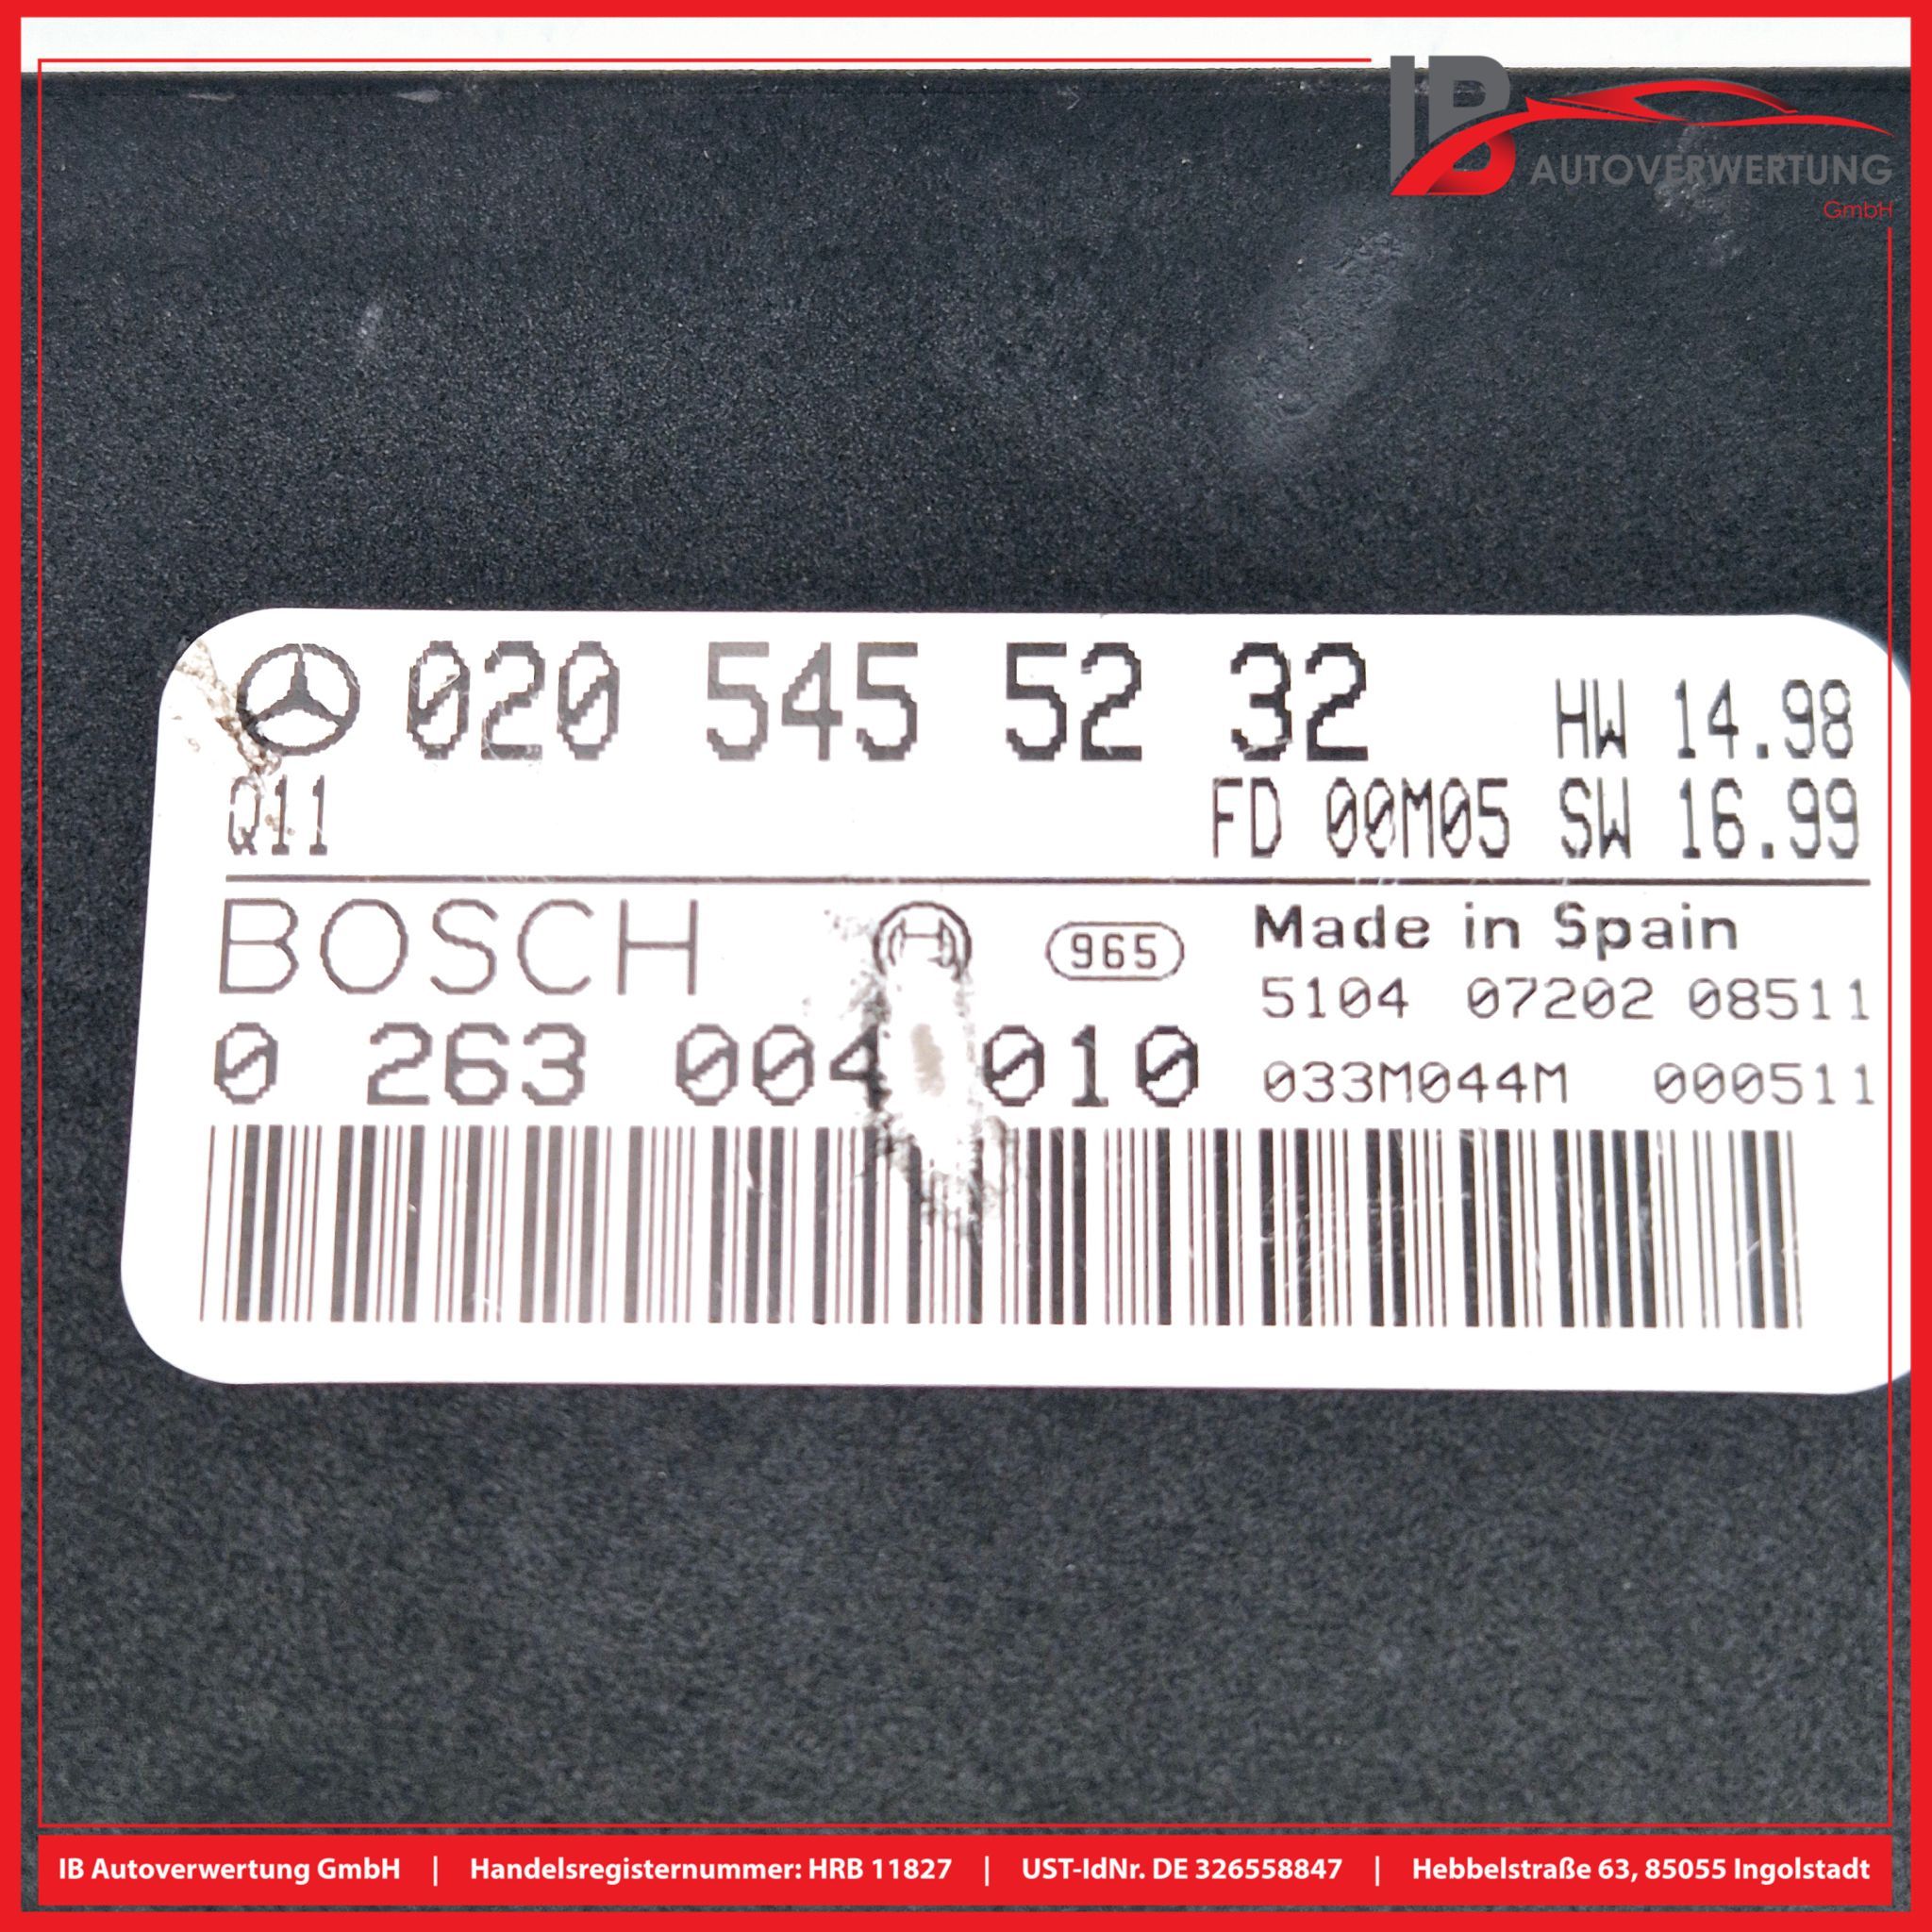 IB
AUTOVERWERTUNG
GmbH
020 545 52 32 HW 14.98
Q11 FD 00M05 SW 16.99
BOSCH 965 Made in Spain
5104 07202 08511
0 263 004 010 033M044M 000511
IB Autoverwertung GmbH | Handelsregisternummer: HRB 11827 | UST-IdNr. DE 326558847 | Hebbelstraße 63, 85055 Ingolstadt